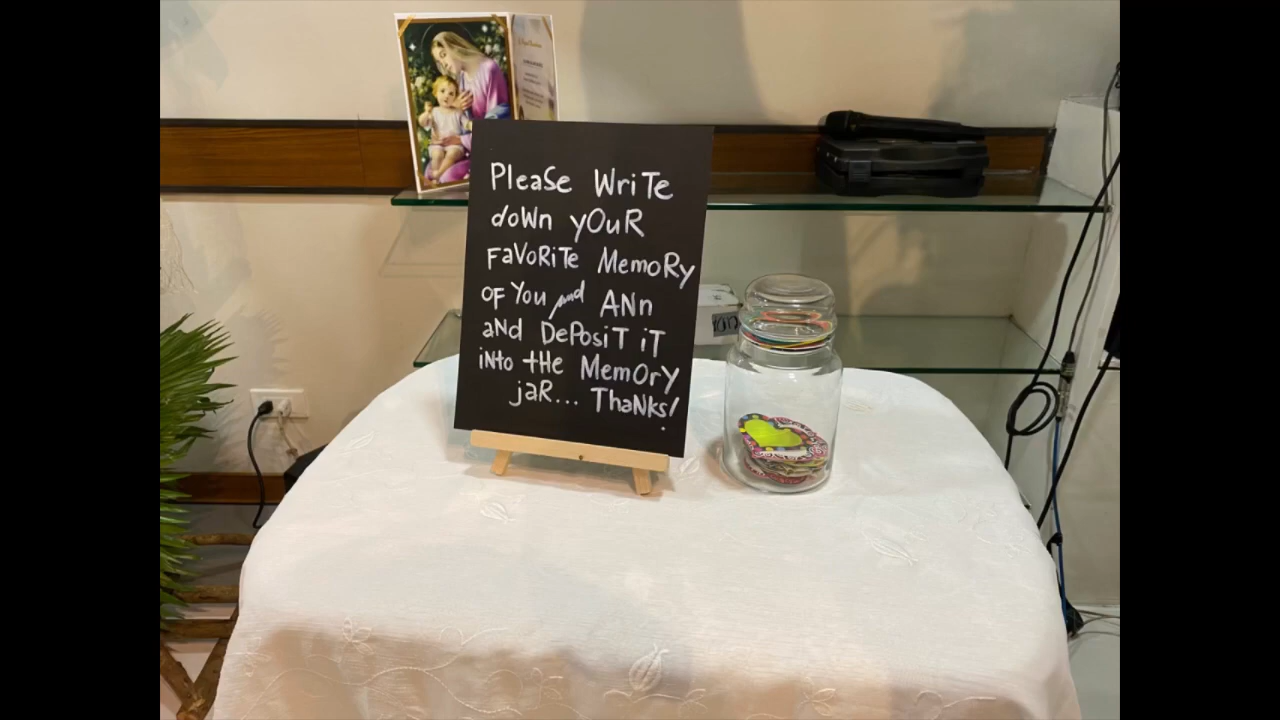 PLeaSe WriTe
doWn yOuR
FaVoRiTe MemoRy
OF You and ANn
aNd DePosiT iT
iNto tHe MemOrY
jaR... ThaNks!